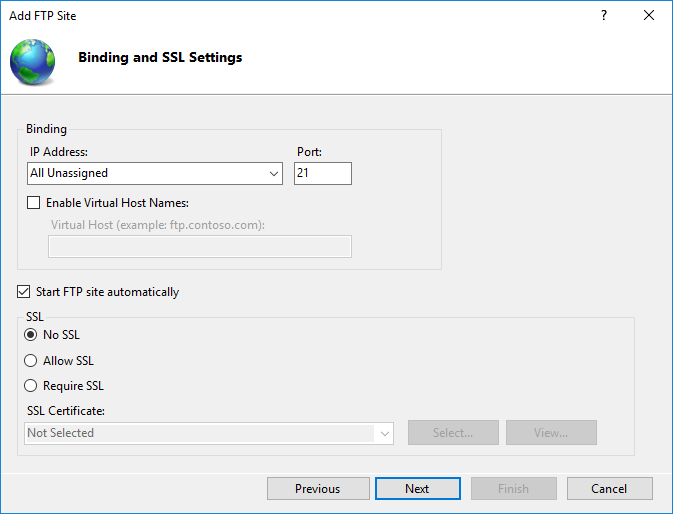 Add FTP Site
?
Binding and SSL Settings
Binding
IP Address: Port:
All Unassigned 21
Enable Virtual Host Names:
Virtual Host (example: ftp.contoso.com):
Start FTP site automatically
SSL
No SSL
Allow SSL
Require SSL
SSL Certificate:
Not Selected Select... View...
Previous Next Finish Cancel